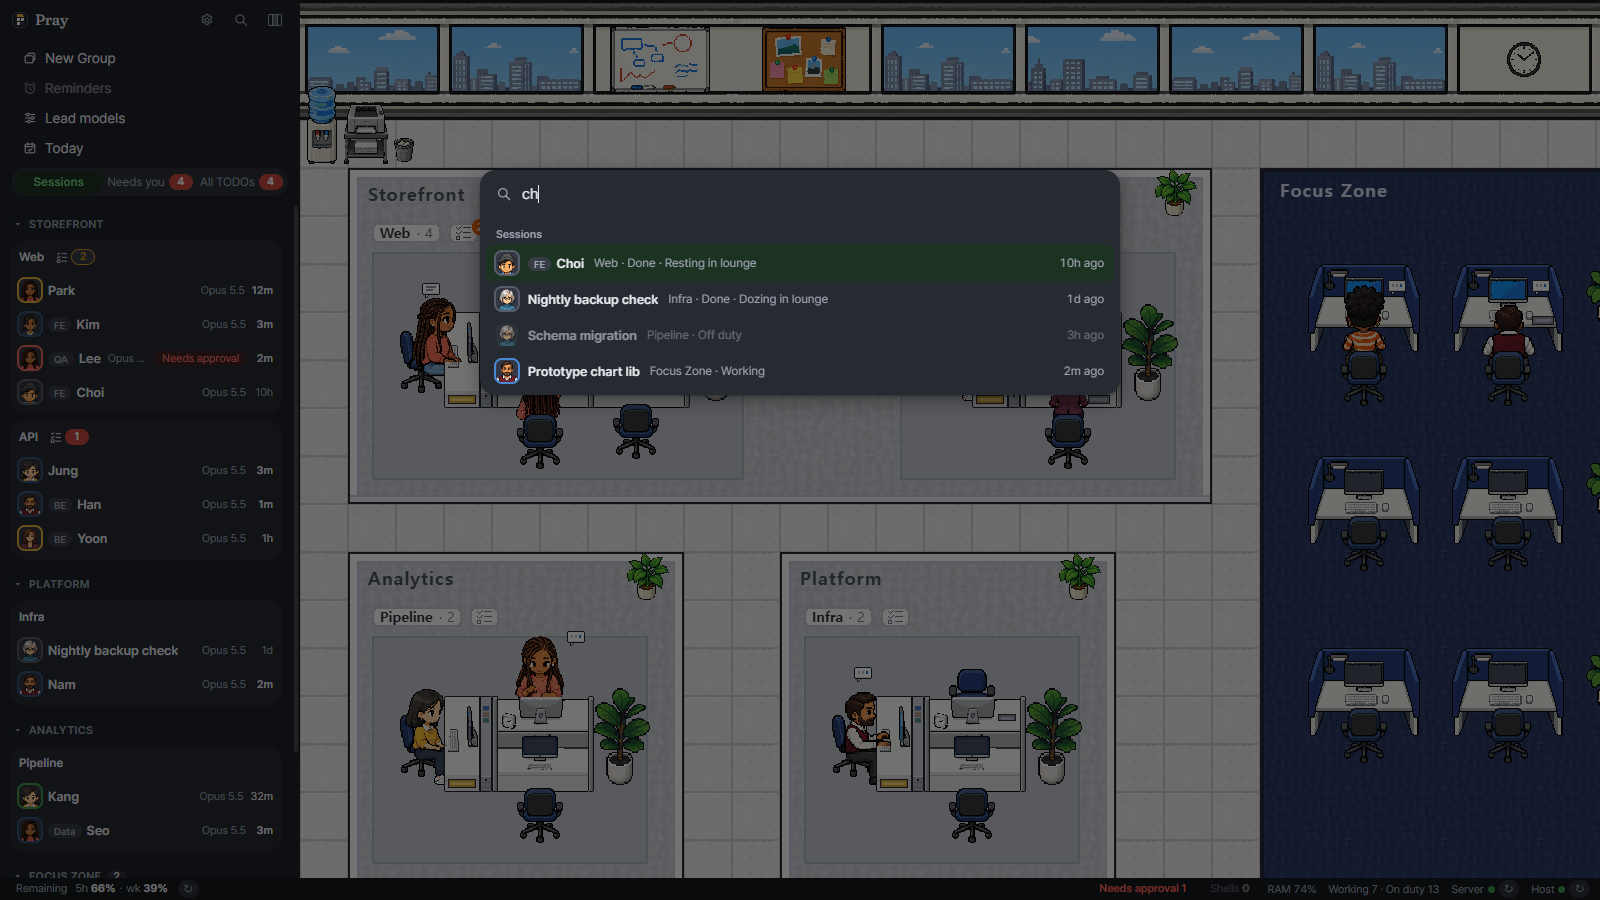 Pray
New Group
Reminders
Lead models
Today
Sessions
Needs you 4
All TODOs 4
STOREFRONT
Web 2
Park Opus 5.5 12m
FE Kim Opus 5.5 3m
QA Lee Opus ... Needs approval 2m
FE Choi Opus 5.5 10h
API 1
Jung Opus 5.5 3m
BE Han Opus 5.5 1m
BE Yoon Opus 5.5 1h
PLATFORM
Infra
Nightly backup check Opus 5.5 1d
Nam Opus 5.5 2m
ANALYTICS
Pipeline
Kang Opus 5.5 32m
Data Seo Opus 5.5 3m
FOCUS ZONE 2
Storefront
Web · 4
ch
Sessions
FE Choi Web · Done · Resting in lounge 10h ago
Nightly backup check Infra · Done · Dozing in lounge 1d ago
Schema migration Pipeline · Off duty 3h ago
Prototype chart lib Focus Zone · Working 2m ago
Focus Zone
Analytics
Pipeline · 2
Platform
Infra · 2
Remaining 5h 66% · wk 39%
Needs approval 1
Shells 0
RAM 74%
Working 7 · On duty 13
Server
Host